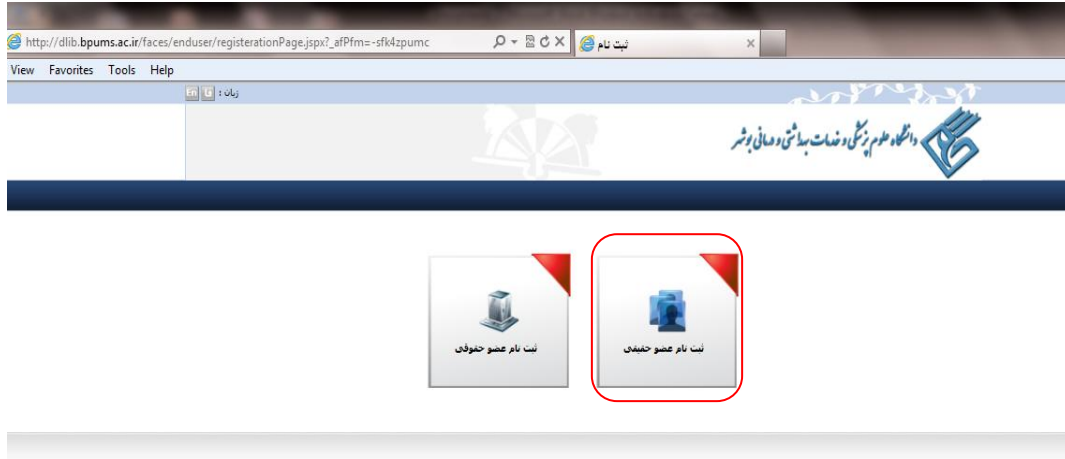 http://dlib.bpums.ac.ir/faces/enduser/registerationPage.jspx?_afPfm=-sfk4zpumc
ثبت نام
View Favorites Tools Help
زبان : فا En
دانشگاه علوم پزشکی و خدمات بهداشتی و درمانی بوشهر
ثبت نام عضو حقیقی
ثبت نام عضو حقوقی